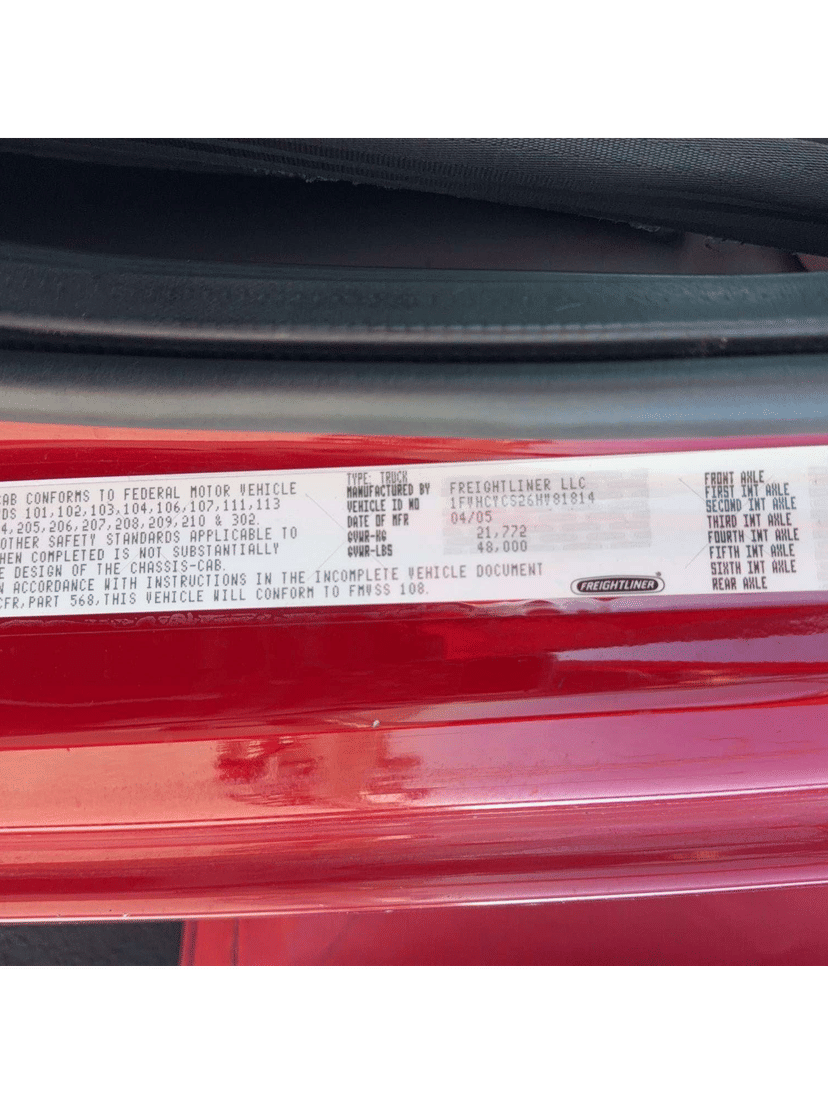 CAB CONFORMS TO FEDERAL MOTOR VEHICLE
DS 101,102,103,104,106,107,111,113
4,205,206,207,208,209,210 & 302.
OTHER SAFETY STANDARDS APPLICABLE TO
HEN COMPLETED IS NOT SUBSTANTIALLY
E DESIGN OF THE CHASSIS-CAB.
N ACCORDANCE WITH INSTRUCTIONS IN THE INCOMPLETE VEHICLE DOCUMENT
CFR,PART 568,THIS VEHICLE WILL CONFORM TO FMVSS 108.
TYPE: TRUCK
MANUFACTURED BY FREIGHTLINER LLC
VEHICLE ID NO 1FVHCYCS26HV81814
DATE OF MFR 04/05
GVWR-KG 21,772
GVWR-LBS 48,000
FREIGHTLINER
FRONT AXLE
FIRST INT AXLE
SECOND INT AXLE
THIRD INT AXLE
FOURTH INT AXLE
FIFTH INT AXLE
SIXTH INT AXLE
REAR AXLE